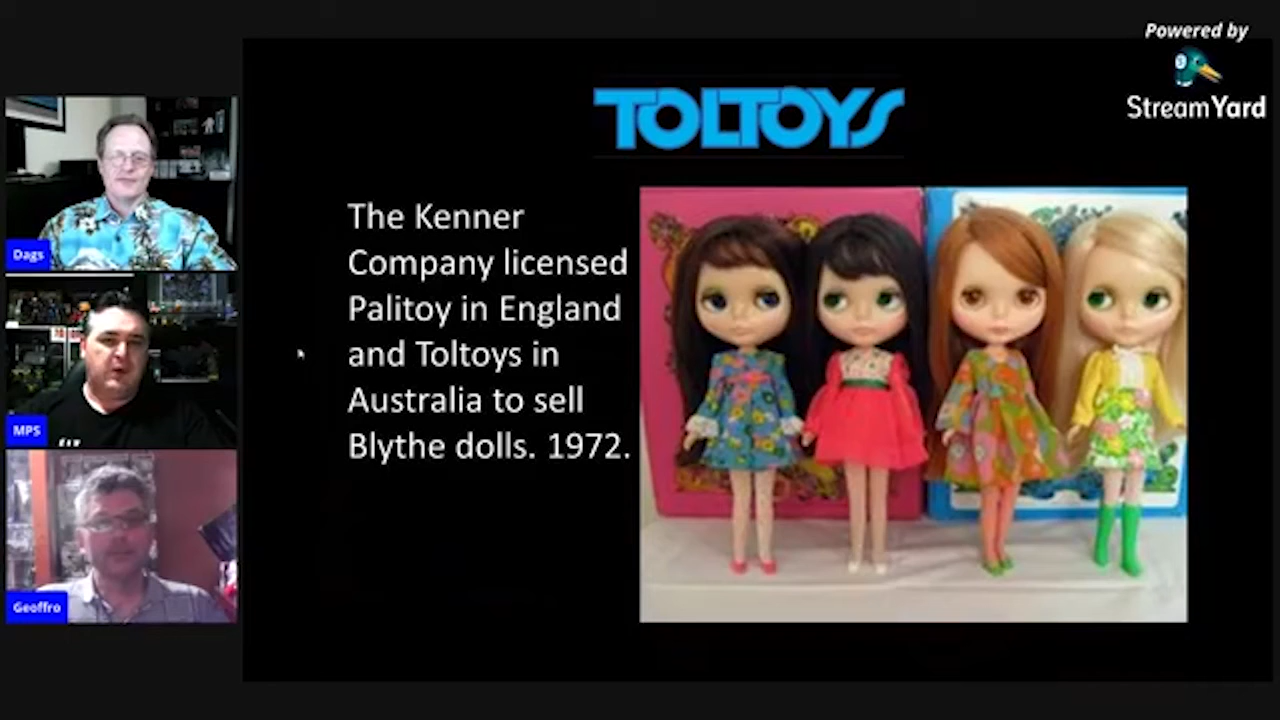 Powered by
StreamYard
TOLTOYS
The Kenner
Company licensed
Palitoy in England
and Toltoys in
Australia to sell
Blythe dolls. 1972.
Dags
MPS
Geoffro